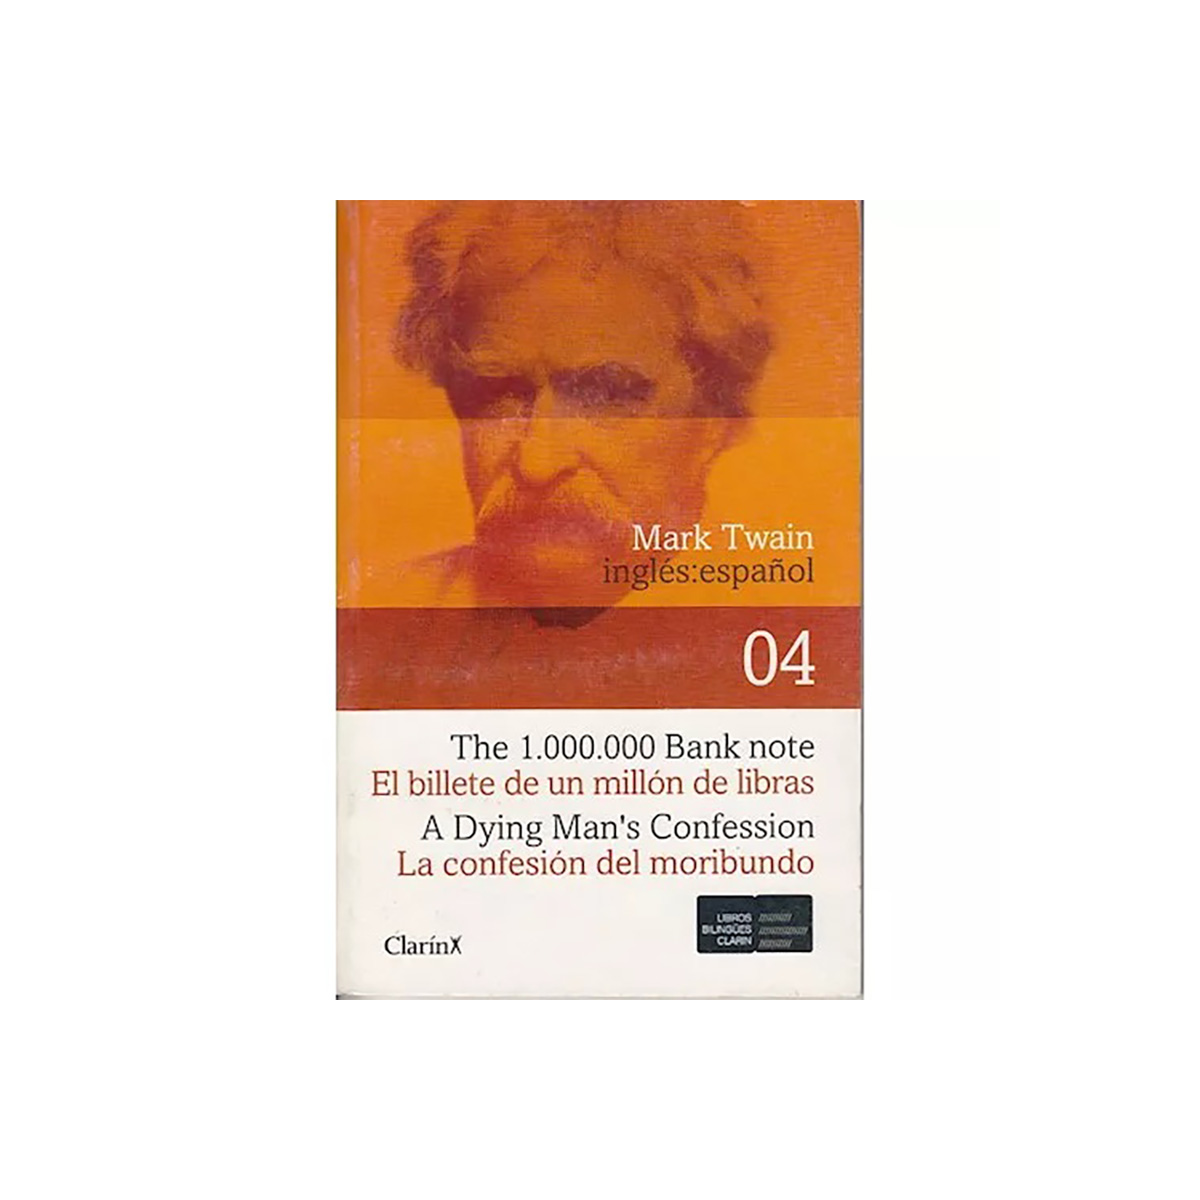 Mark Twain
inglés:español
04
The 1.000.000 Bank note
El billete de un millón de libras
A Dying Man's Confession
La confesión del moribundo
LIBROS
BILINGÜES
CLARIN
Clarín